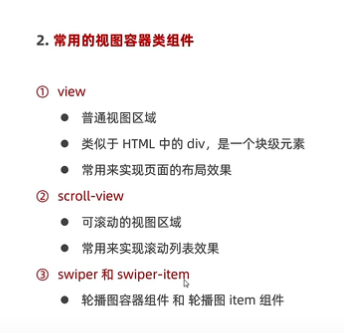 2. 常用的视图容器类组件
① view
● 普通视图区域
● 类似于 HTML 中的 div，是一个块级元素
● 常用来实现页面的布局效果
② scroll-view
● 可滚动的视图区域
● 常用来实现滚动列表效果
③ swiper 和 swiper-item
● 轮播图容器组件 和 轮播图 item 组件